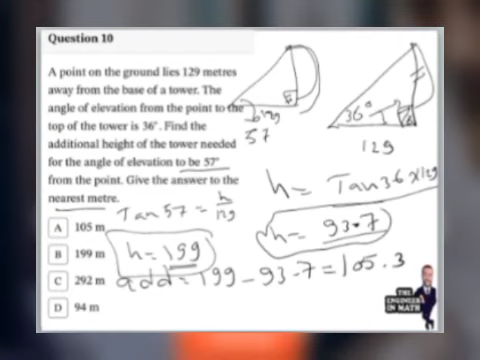 Question 10
A point on the ground lies 129 metres
away from the base of a tower. The
angle of elevation from the point to the
top of the tower is 36°. Find the
additional height of the tower needed
for the angle of elevation to be 57°
from the point. Give the answer to the
nearest metre.
129
57
36°
129
h = Tan36 x129
h = 93.7
Tan 57 = h/129
h = 199
add = 199 - 93.7 = 105.3
A 105 m
B 199 m
C 292 m
D 94 m
THE
ENGINEER
IN MATH